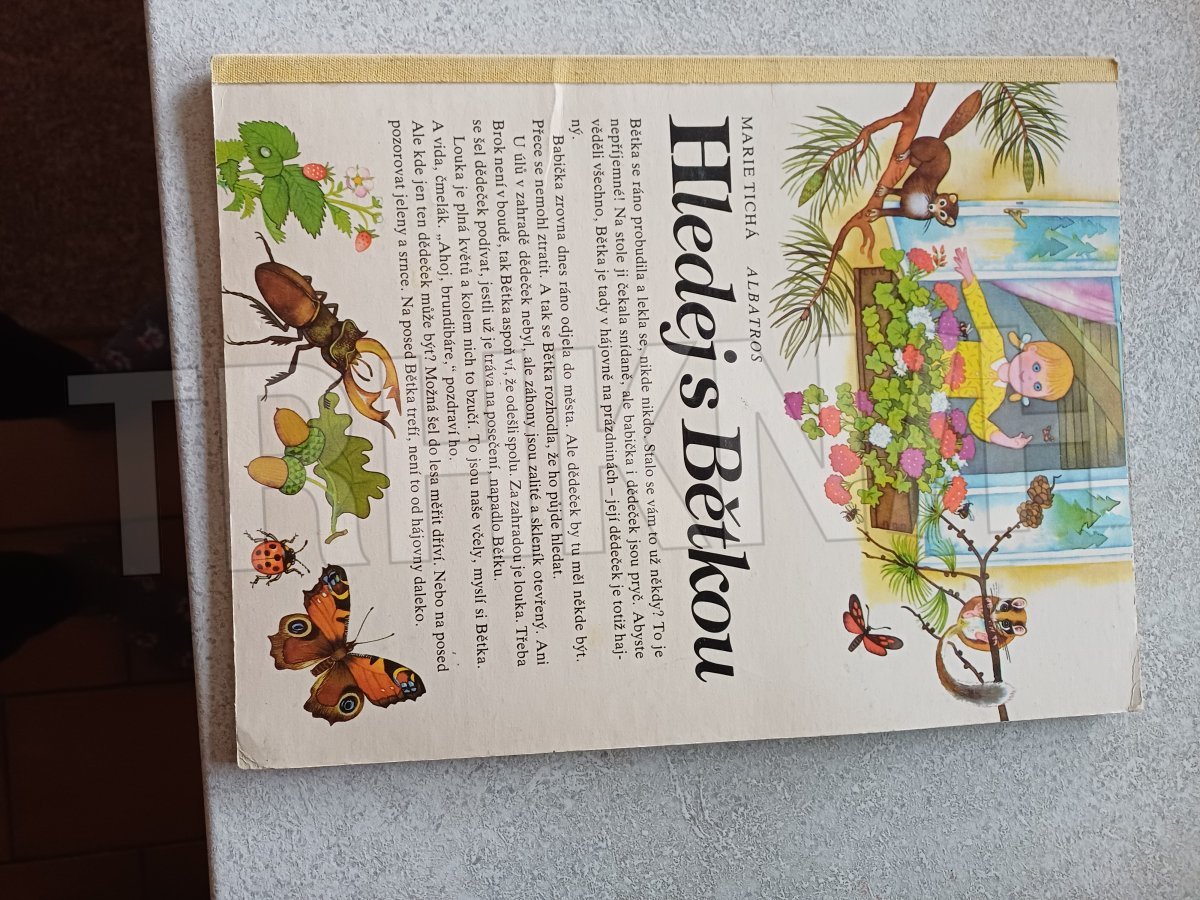 MARIE TICHÁ ALBATROS
Hledej s Bětkou
Bětka se ráno probudila a lekla se, nikde nikdo. Stalo se vám to už někdy? To je
nepříjemné! Na stole jí čekala snídaně, ale babička i dědeček jsou pryč. Abyste
věděli všechno, Bětka je tady v hájovně na prázdninách – její dědeček je totiž haj-
ný.
Babička zrovna dnes ráno odjela do města. Ale dědeček by tu měl někde být.
Přece se nemohl ztratit. A tak se Bětka rozhodla, že ho půjde hledat.
U úlů v zahradě dědeček nebyl, ale záhony jsou zalité a skleník otevřený. Ani
Brok není v boudě, tak Bětka aspoň ví, že odešli spolu. Za zahradou je louka. Třeba
se šel dědeček podívat, jestli už je tráva na posečení, napadlo Bětku.
Louka je plná květů a kolem nich to bzučí. To jsou naše včely, myslí si Bětka.
A vida, čmelák. „Ahoj, brundibáre,“ pozdraví ho.
Ale kde jen ten dědeček může být? Možná šel do lesa měřit dříví. Nebo na posed
pozorovat jeleny a srnce. Na posed Bětka trefí, není to od hájovny daleko.